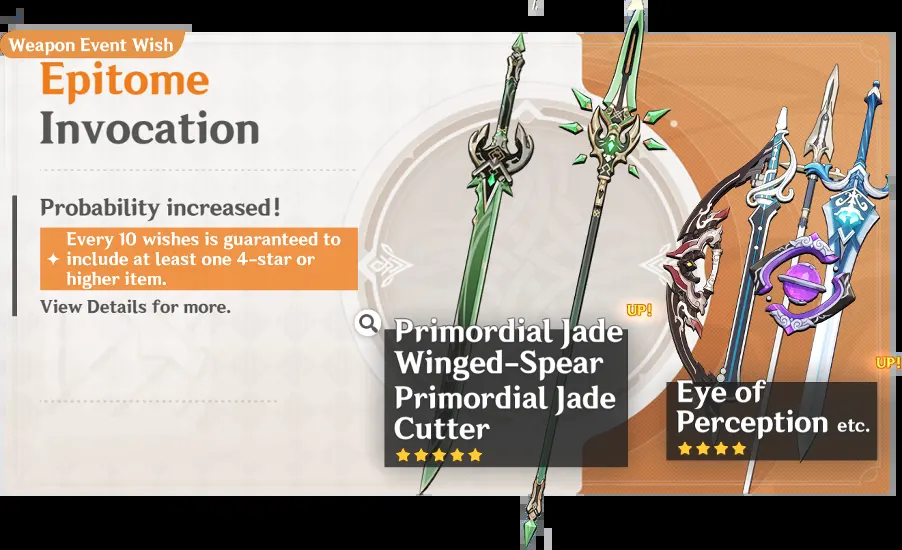 Weapon Event Wish
Epitome
Invocation
Probability increased!
Every 10 wishes is guaranteed to
✦ include at least one 4-star or
higher item.
View Details for more.
UP!
Primordial Jade
Winged-Spear
Primordial Jade
Cutter
UP!
Eye of
Perception etc.